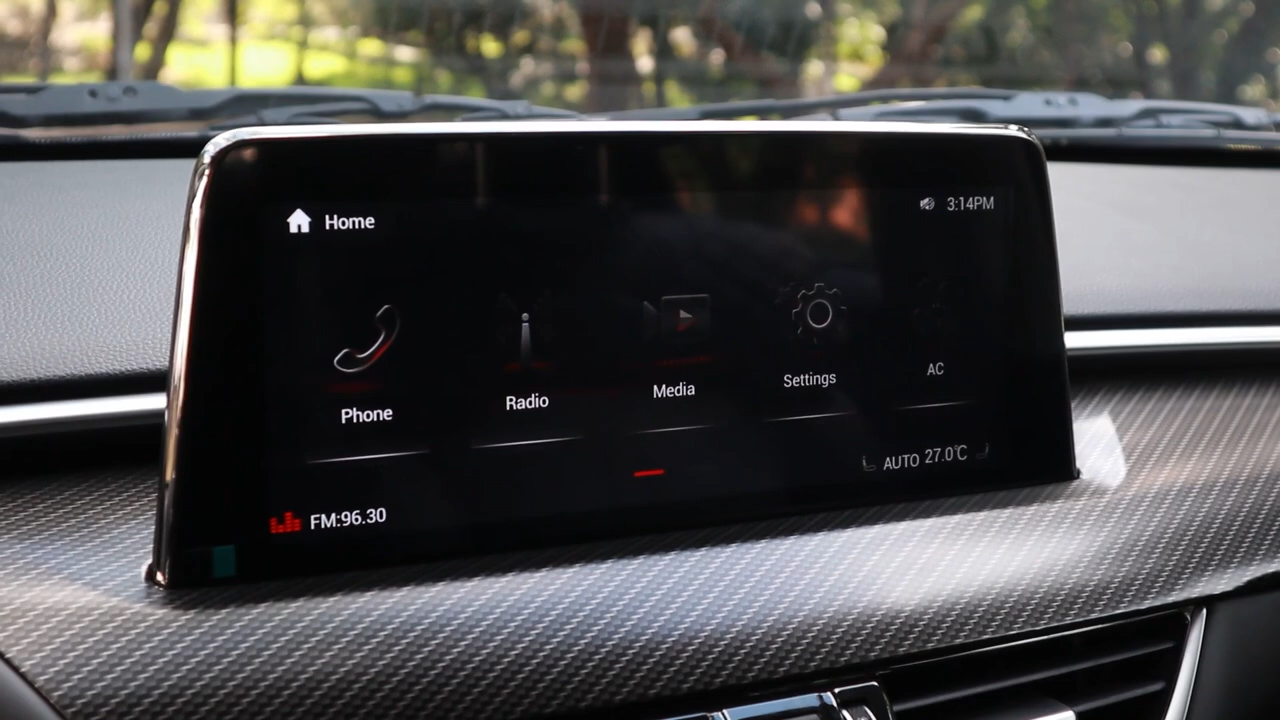 Home
3:14PM
Phone
Radio
Media
Settings
AC
AUTO 27.0°C
FM:96.30